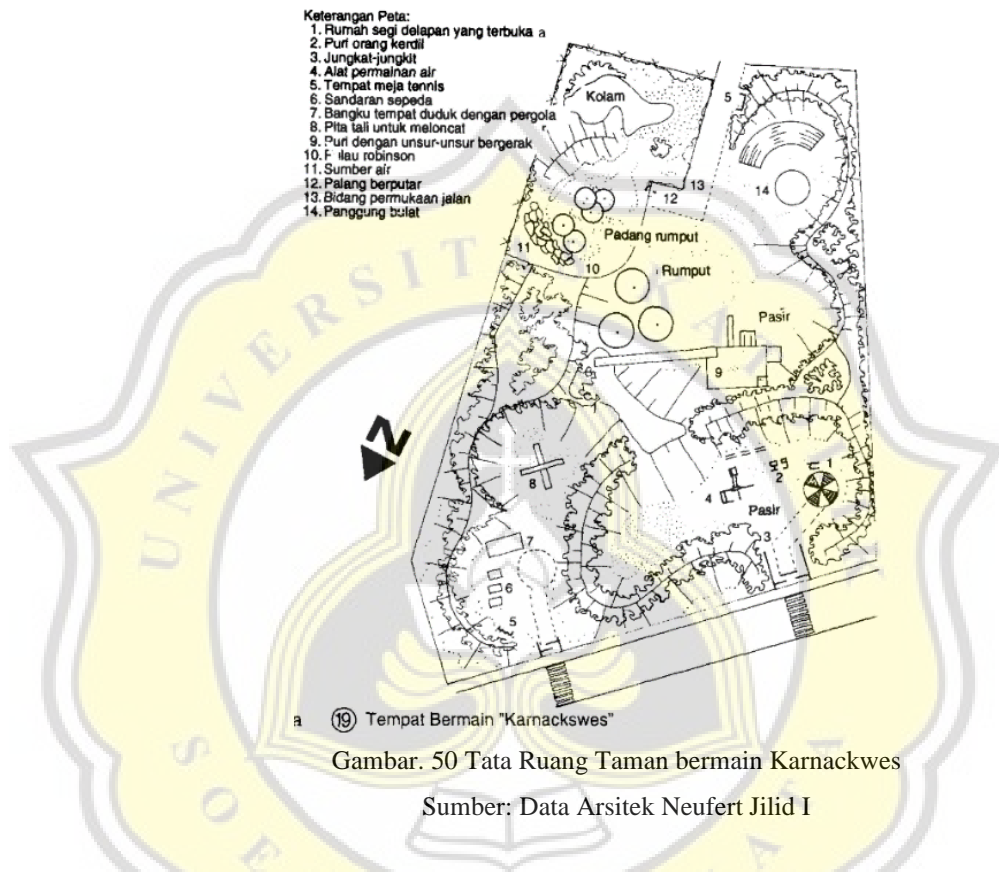 Keterangan Peta:
1. Rumah segi delapan yang terbuka a
2. Puri orang kerdil
3. Jungkat-jungkit
4. Alat permainan air
5. Tempat meja tennis
6. Sandaran sepeda
7. Bangku tempat duduk dengan pergola
8. Pita tali untuk meloncat
9. Puri dengan unsur-unsur bergerak
10. Pulau robinson
11. Sumber air
12. Palang berputar
13. Bidang permukaan jalan
14. Panggung bulat
Kolam
5
14
13
12
Padang rumput
11
10
Rumput
Pasir
9
8
1
2
4
Pasir
3
7
6
5
a 19 Tempat Bermain "Karnackswes"
Gambar. 50 Tata Ruang Taman bermain Karnackwes
Sumber: Data Arsitek Neufert Jilid I
UNIVERSITA KAT
SOE